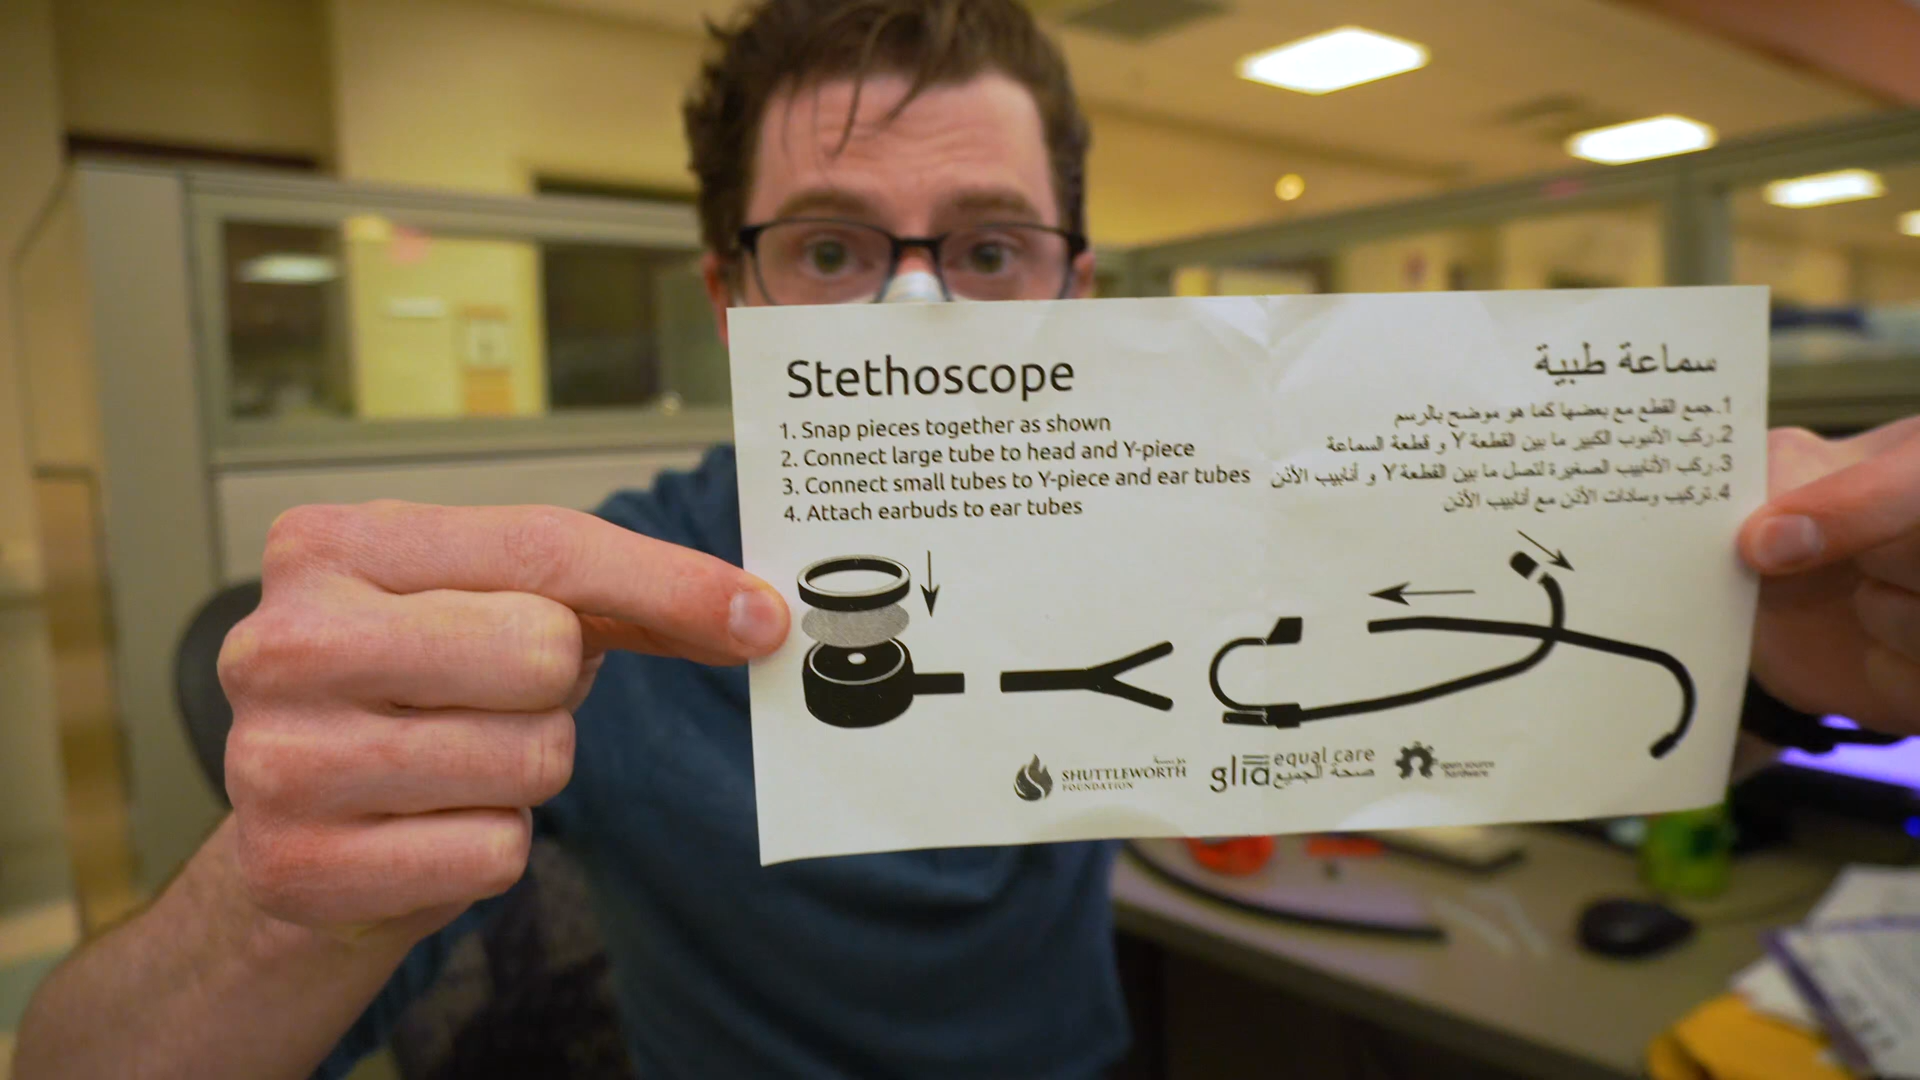 Stethoscope
1. Snap pieces together as shown
2. Connect large tube to head and Y-piece
3. Connect small tubes to Y-piece and ear tubes
4. Attach earbuds to ear tubes
سماعة طبية
1. جمع القطع مع بعضها كما هو موضح بالرسم
2. ركب الأنبوب الكبير ما بين القطعة Y و قطعة السماعة
3. ركب الأنابيب الصغيرة لتصل ما بين القطعة Y و أنابيب الأذن
4. تركيب وسادات الأذن مع أنابيب الأذن
SHUTTLEWORTH
FOUNDATION
glia equal care
صحة الجميع
open source
hardware